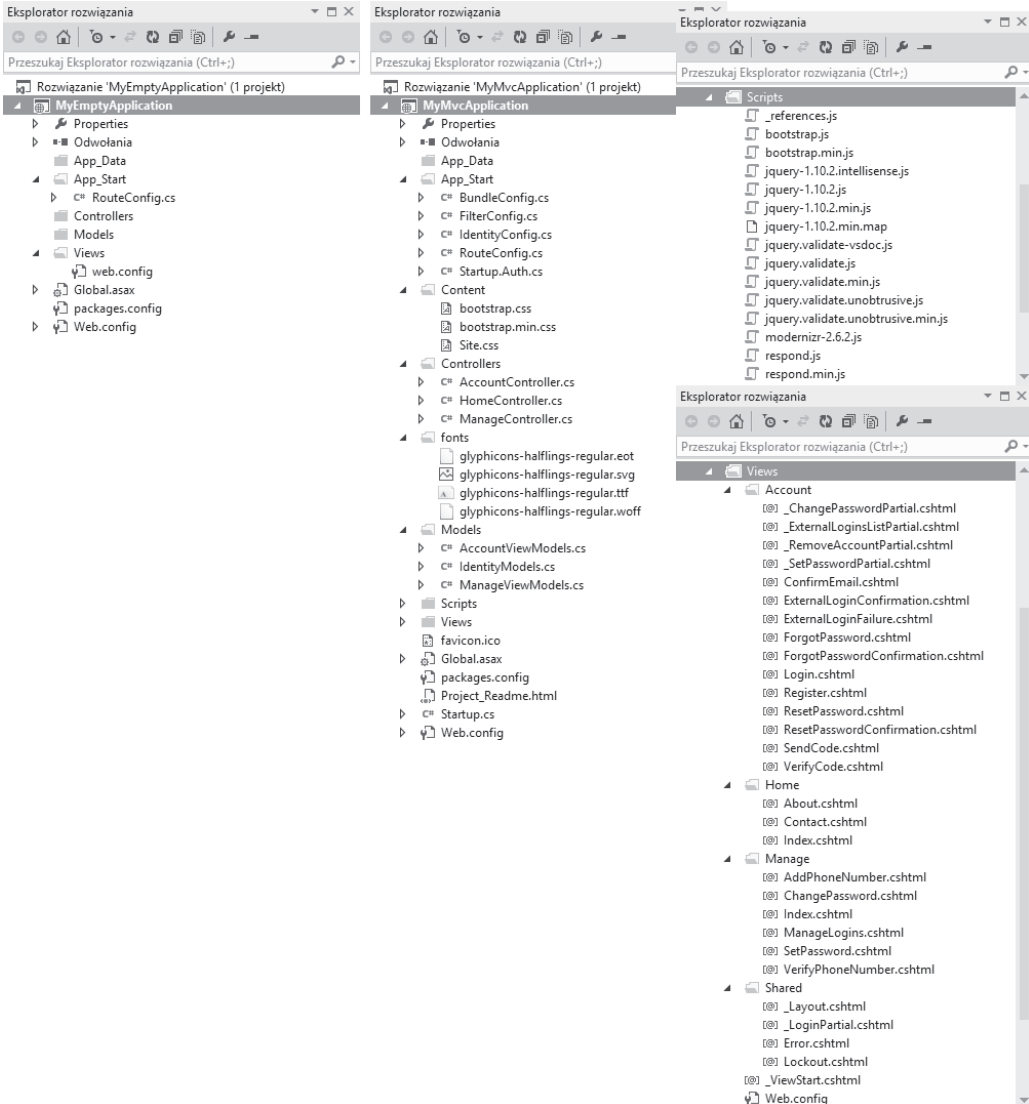 Eksplorator rozwiązania
Przeszukaj Eksplorator rozwiązania (Ctrl+;)
Rozwiązanie 'MyEmptyApplication' (1 projekt)
MyEmptyApplication
Properties
Odwołania
App_Data
App_Start
C# RouteConfig.cs
Controllers
Models
Views
web.config
Global.asax
packages.config
Web.config
Eksplorator rozwiązania
Przeszukaj Eksplorator rozwiązania (Ctrl+;)
Rozwiązanie 'MyMvcApplication' (1 projekt)
MyMvcApplication
Properties
Odwołania
App_Data
App_Start
C# BundleConfig.cs
C# FilterConfig.cs
C# IdentityConfig.cs
C# RouteConfig.cs
C# Startup.Auth.cs
Content
bootstrap.css
bootstrap.min.css
Site.css
Controllers
C# AccountController.cs
C# HomeController.cs
C# ManageController.cs
fonts
glyphicons-halflings-regular.eot
glyphicons-halflings-regular.svg
glyphicons-halflings-regular.ttf
glyphicons-halflings-regular.woff
Models
C# AccountViewModels.cs
C# IdentityModels.cs
C# ManageViewModels.cs
Scripts
Views
favicon.ico
Global.asax
packages.config
Project_Readme.html
C# Startup.cs
Web.config
Eksplorator rozwiązania
Przeszukaj Eksplorator rozwiązania (Ctrl+;)
Scripts
_references.js
bootstrap.js
bootstrap.min.js
jquery-1.10.2.intellisense.js
jquery-1.10.2.js
jquery-1.10.2.min.js
jquery-1.10.2.min.map
jquery.validate-vsdoc.js
jquery.validate.js
jquery.validate.min.js
jquery.validate.unobtrusive.js
jquery.validate.unobtrusive.min.js
modernizr-2.6.2.js
respond.js
respond.min.js
Eksplorator rozwiązania
Przeszukaj Eksplorator rozwiązania (Ctrl+;)
Views
Account
[@] _ChangePasswordPartial.cshtml
[@] _ExternalLoginsListPartial.cshtml
[@] _RemoveAccountPartial.cshtml
[@] _SetPasswordPartial.cshtml
[@] ConfirmEmail.cshtml
[@] ExternalLoginConfirmation.cshtml
[@] ExternalLoginFailure.cshtml
[@] ForgotPassword.cshtml
[@] ForgotPasswordConfirmation.cshtml
[@] Login.cshtml
[@] Register.cshtml
[@] ResetPassword.cshtml
[@] ResetPasswordConfirmation.cshtml
[@] SendCode.cshtml
[@] VerifyCode.cshtml
Home
[@] About.cshtml
[@] Contact.cshtml
[@] Index.cshtml
Manage
[@] AddPhoneNumber.cshtml
[@] ChangePassword.cshtml
[@] Index.cshtml
[@] ManageLogins.cshtml
[@] SetPassword.cshtml
[@] VerifyPhoneNumber.cshtml
Shared
[@] _Layout.cshtml
[@] _LoginPartial.cshtml
[@] Error.cshtml
[@] Lockout.cshtml
[@] _ViewStart.cshtml
Web.config